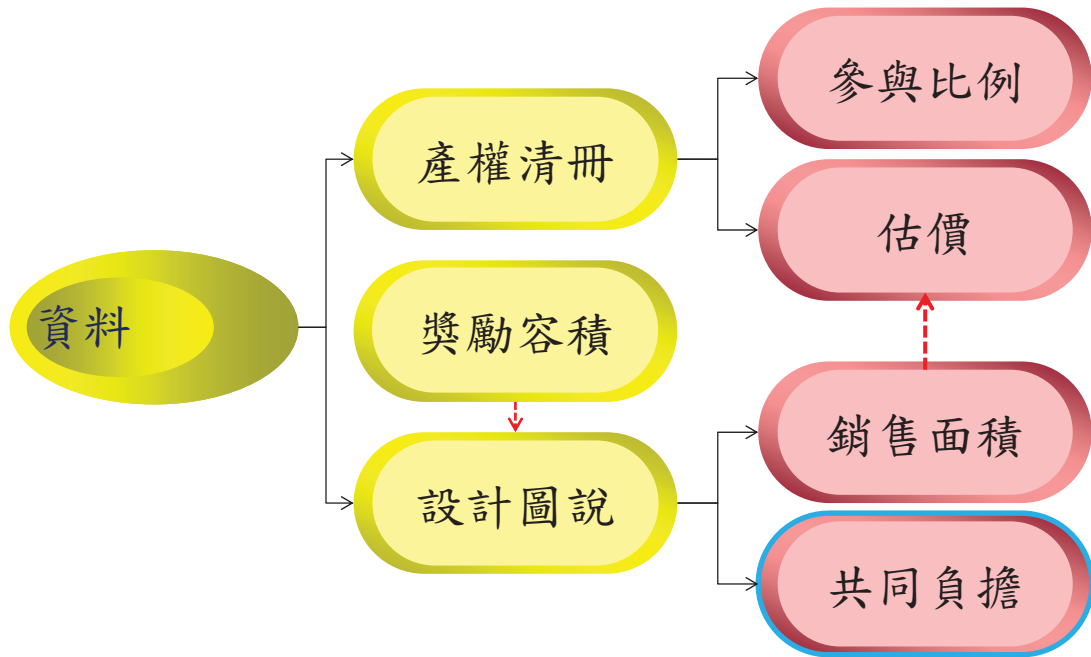 資料
產權清冊
獎勵容積
設計圖說
參與比例
估價
銷售面積
共同負擔